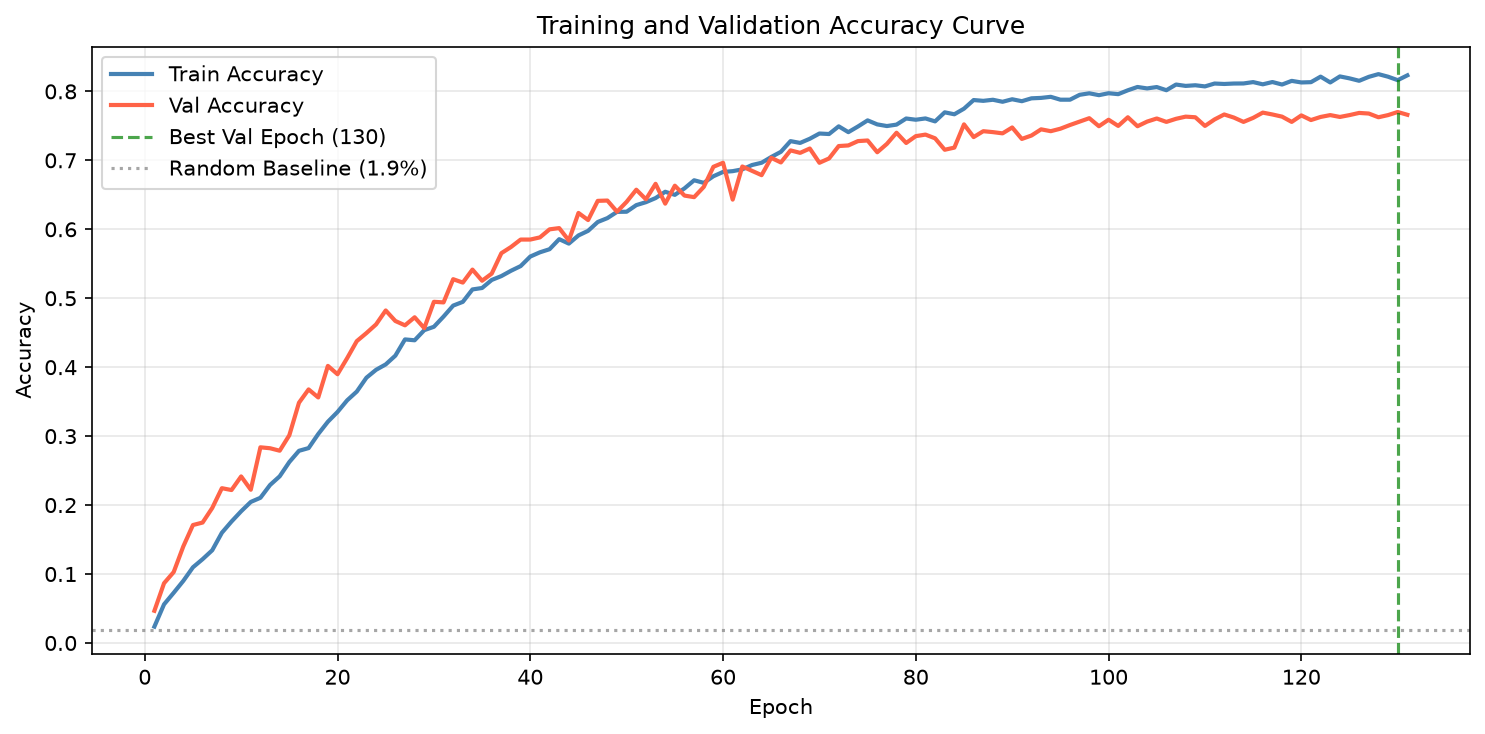 Training and Validation Accuracy Curve
Train Accuracy
Val Accuracy
Best Val Epoch (130)
Random Baseline (1.9%)
Accuracy
0.8
0.7
0.6
0.5
0.4
0.3
0.2
0.1
0.0
0 20 40 60 80 100 120
Epoch